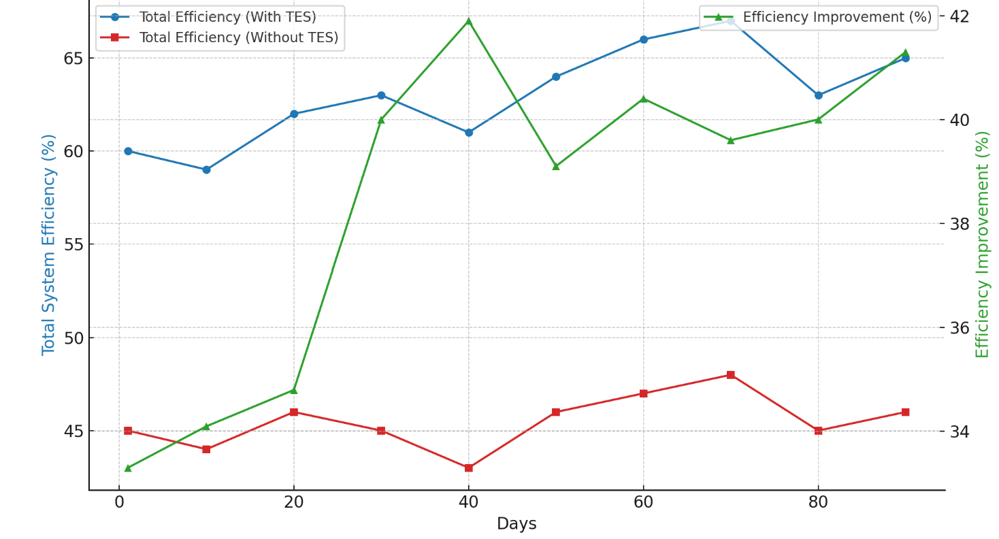 Total Efficiency (With TES)
Total Efficiency (Without TES)
Efficiency Improvement (%)
65
60
55
50
45
Total System Efficiency (%)
42
40
38
36
34
Efficiency Improvement (%)
0 20 40 60 80
Days